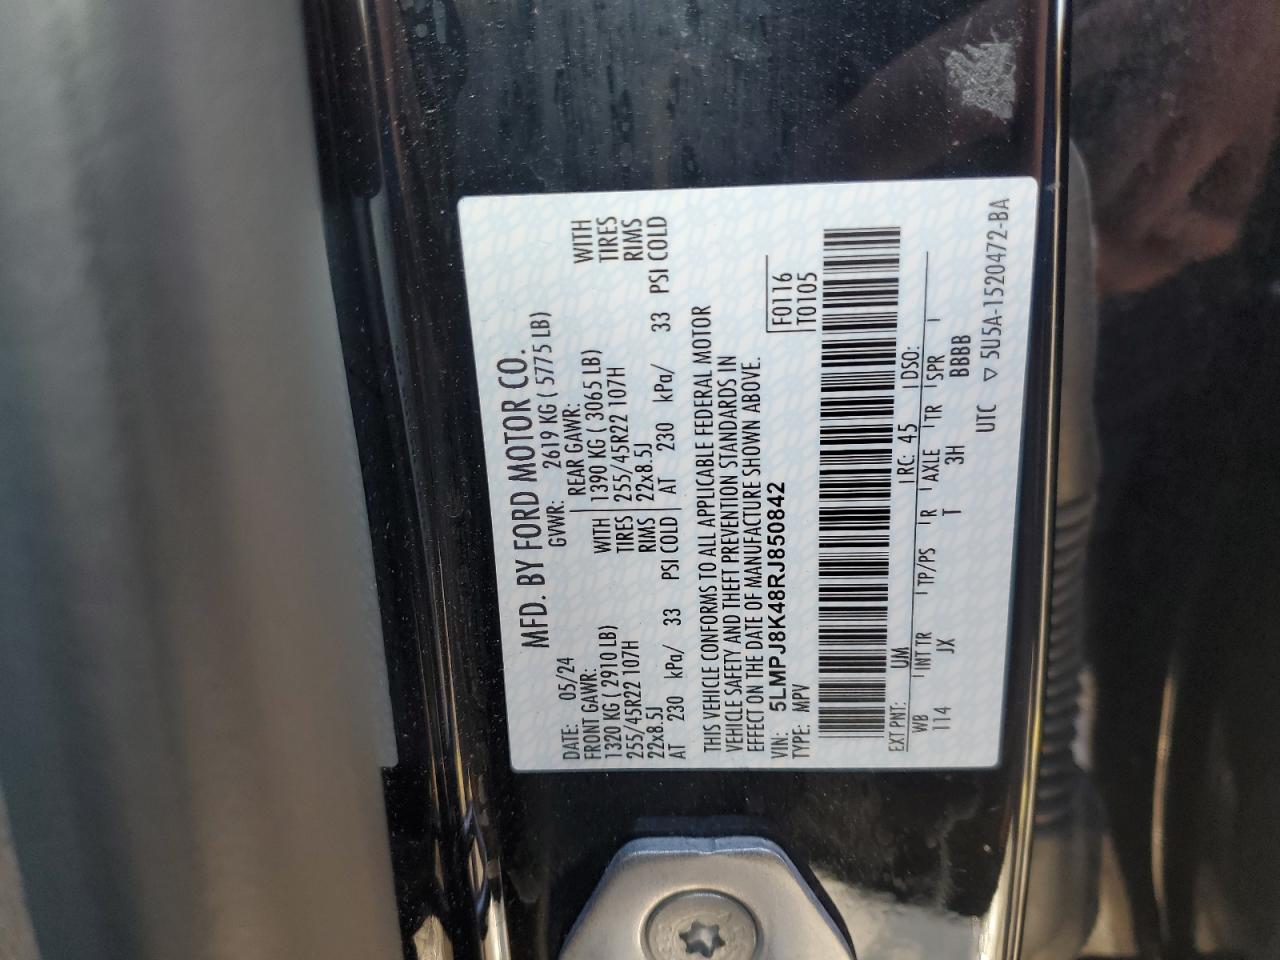 MFD. BY FORD MOTOR CO.
DATE: 05/24 GVWR: 2619 KG ( 5775 LB)
FRONT GAWR: REAR GAWR:
1320 KG ( 2910 LB) WITH 1390 KG ( 3065 LB) WITH
255/45R22 107H TIRES 255/45R22 107H TIRES
22x8.5J RIMS 22x8.5J RIMS
AT 230 kPa/ 33 PSI COLD AT 230 kPa/ 33 PSI COLD
THIS VEHICLE CONFORMS TO ALL APPLICABLE FEDERAL MOTOR
VEHICLE SAFETY AND THEFT PREVENTION STANDARDS IN
EFFECT ON THE DATE OF MANUFACTURE SHOWN ABOVE.
VIN: 5LMPJ8K48RJ850842 F0116
TYPE: MPV T0105
EXT PNT: UM RC: 45 DSO:
WB INT TR TP/PS R AXLE TR SPR
114 JX T 3H BBBB
UTC ▽ 5U5A-1520472-BA